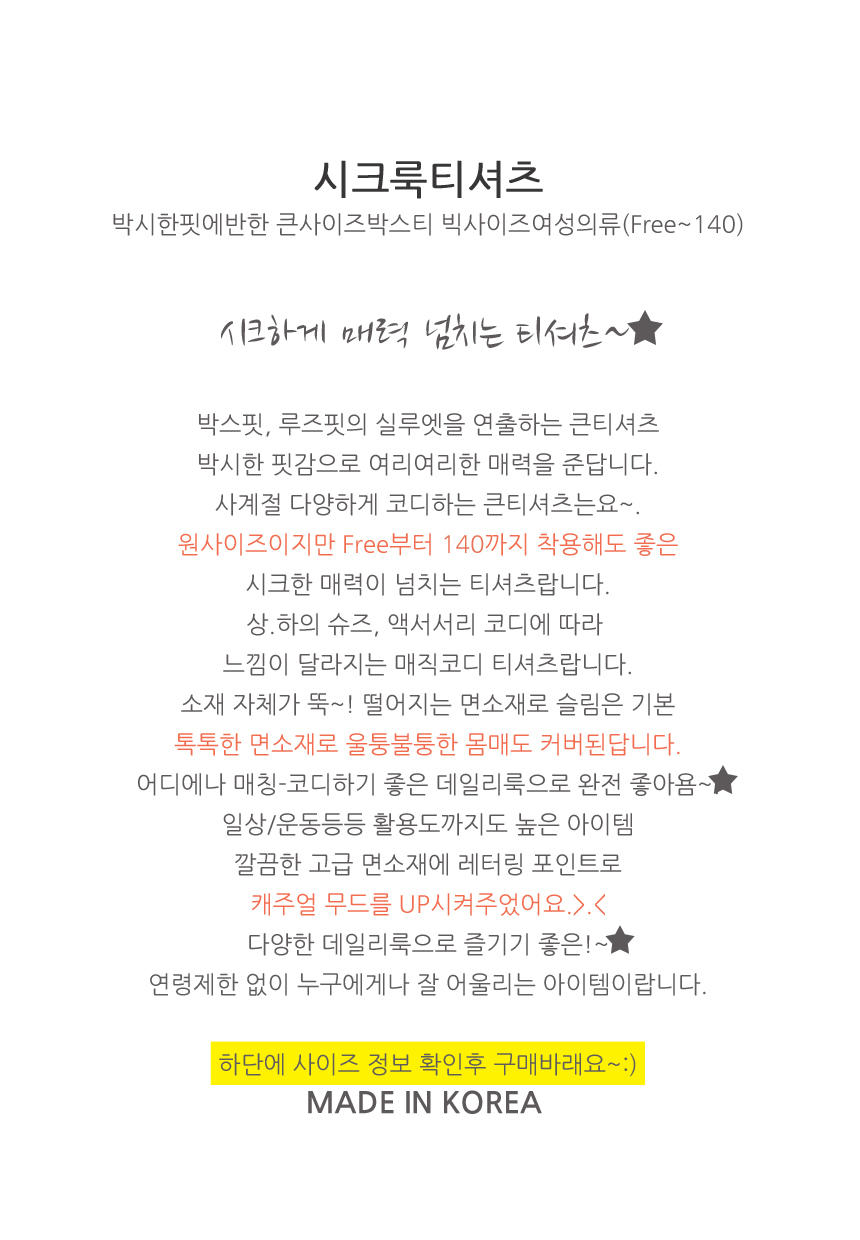 시크룩티셔츠
박시한핏에반한 큰사이즈박스티 빅사이즈여성의류(Free~140)
시크하게 매력 넘치는 티셔츠~★
박스핏, 루즈핏의 실루엣을 연출하는 큰티셔츠
박시한 핏감으로 여리여리한 매력을 준답니다.
사계절 다양하게 코디하는 큰티셔츠는요~.
원사이즈이지만 Free부터 140까지 착용해도 좋은
시크한 매력이 넘치는 티셔츠랍니다.
상.하의 슈즈, 액서서리 코디에 따라
느낌이 달라지는 매직코디 티셔츠랍니다.
소재 자체가 뚝~! 떨어지는 면소재로 슬림은 기본
톡톡한 면소재로 울퉁불퉁한 몸매도 커버된답니다.
어디에나 매칭-코디하기 좋은 데일리룩으로 완전 좋아욤~★
일상/운동등등 활용도까지도 높은 아이템
깔끔한 고급 면소재에 레터링 포인트로
캐주얼 무드를 UP시켜주었어요.>.<
다양한 데일리룩으로 즐기기 좋은!~★
연령제한 없이 누구에게나 잘 어울리는 아이템이랍니다.
하단에 사이즈 정보 확인후 구매바래요~:)
MADE IN KOREA